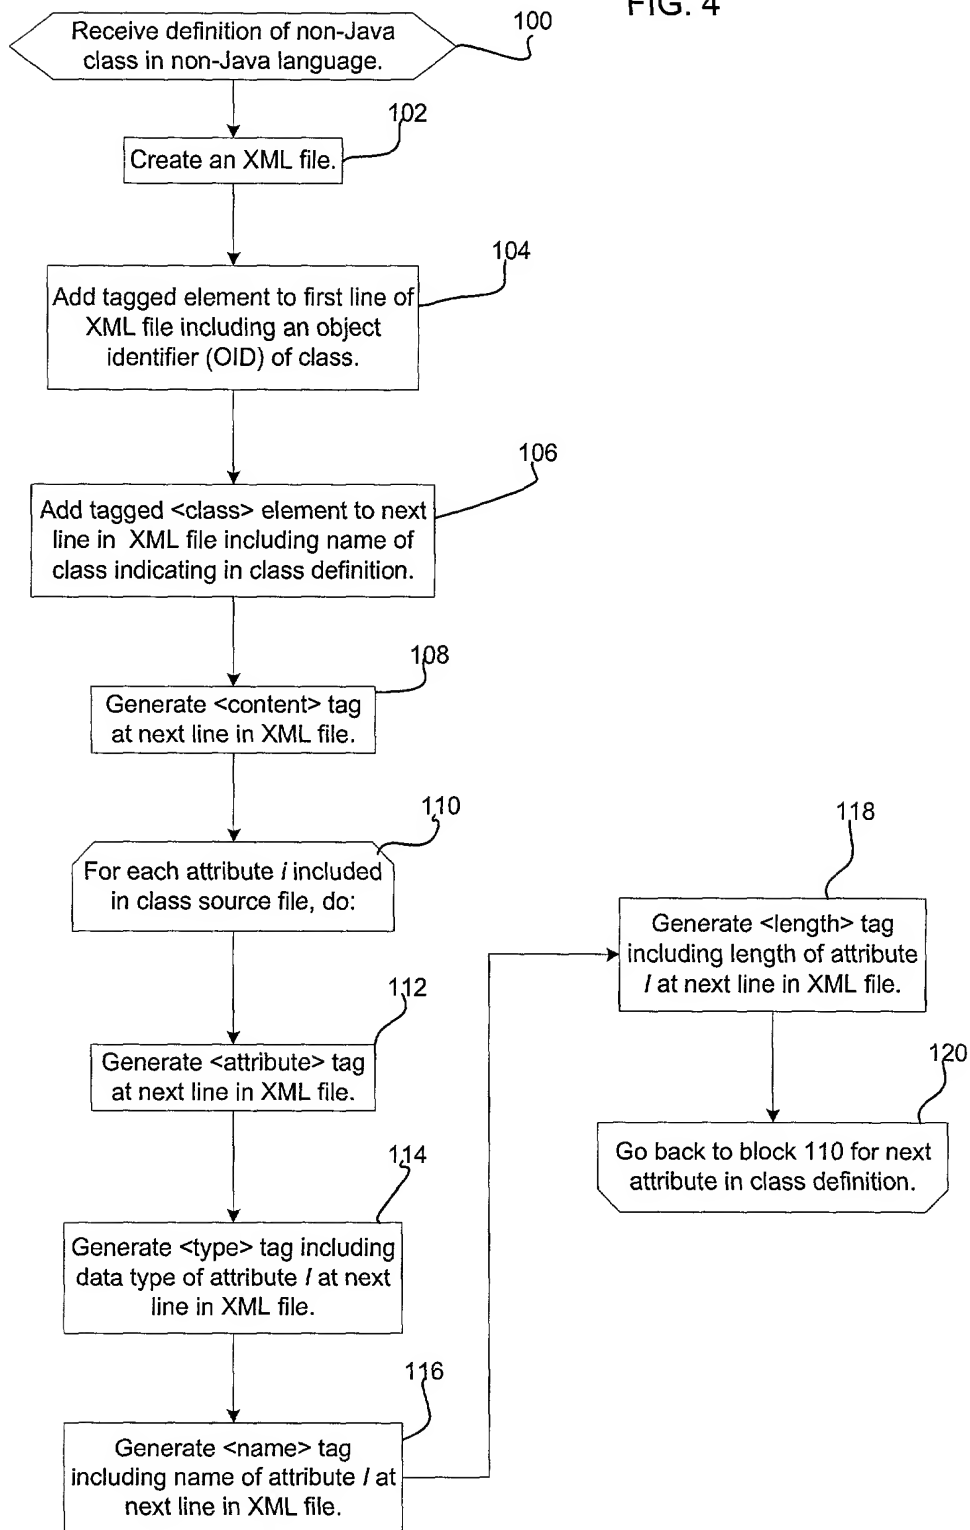 FIG. 4
Receive definition of non-Java
class in non-Java language.
100
102
Create an XML file.
104
Add tagged element to first line of
XML file including an object
identifier (OID) of class.
106
Add tagged <class> element to next
line in XML file including name of
class indicating in class definition.
108
Generate <content> tag
at next line in XML file.
110
For each attribute i included
in class source file, do:
112
Generate <attribute> tag
at next line in XML file.
114
Generate <type> tag including
data type of attribute I at next
line in XML file.
116
Generate <name> tag
including name of attribute I at
next line in XML file.
118
Generate <length> tag
including length of attribute
I at next line in XML file.
120
Go back to block 110 for next
attribute in class definition.